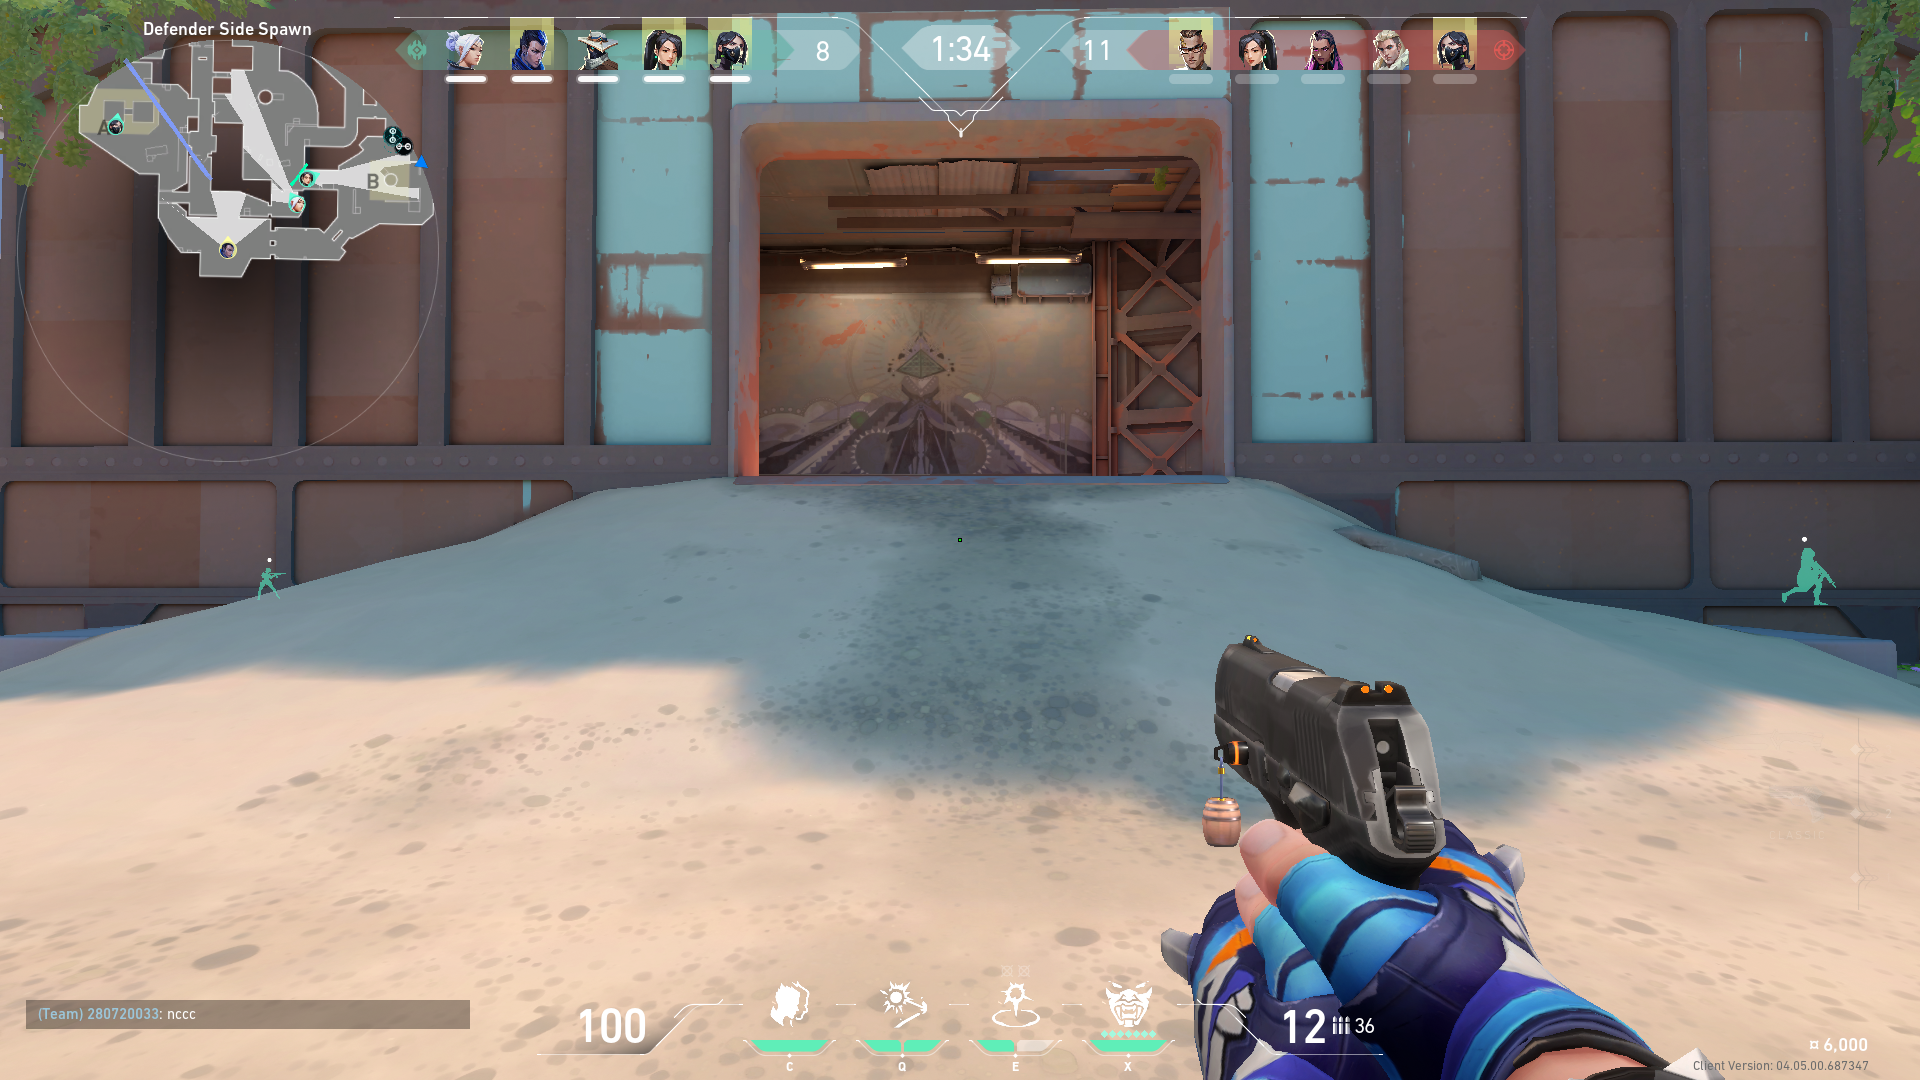 Defender Side Spawn
8
1:34
11
A
B
(Team) 280720033: nccc
100
C
Q
E
X
12
36
¤ 6,000
Client Version: 04.05.00.687347